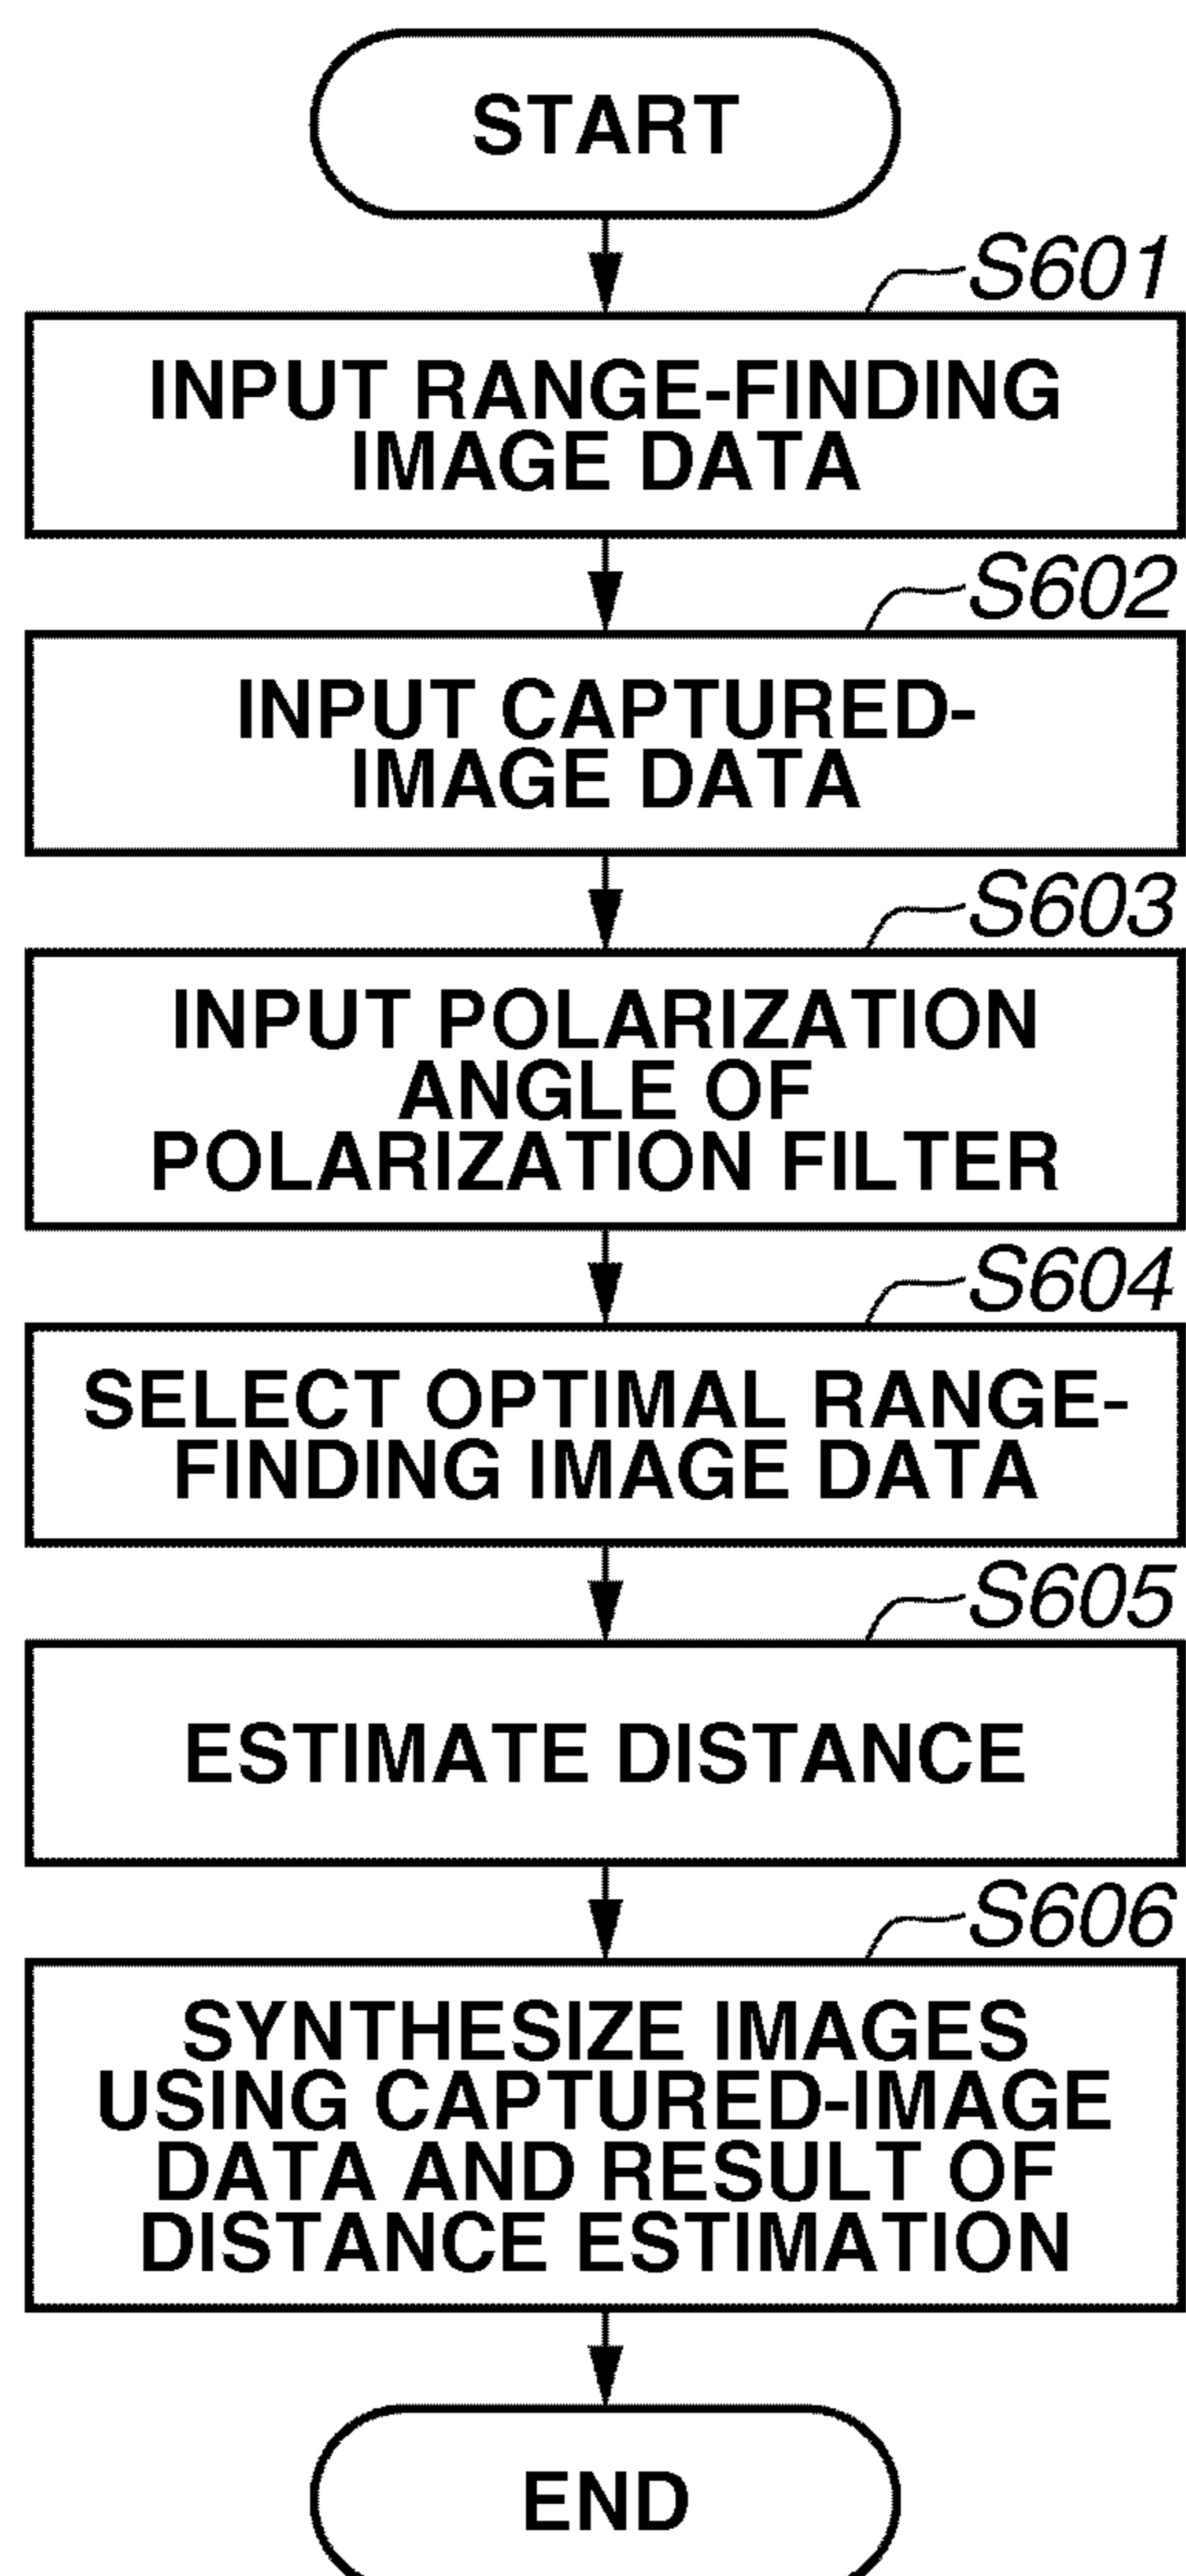 START
S601
INPUT RANGE-FINDING
IMAGE DATA
S602
INPUT CAPTURED-
IMAGE DATA
S603
INPUT POLARIZATION
ANGLE OF
POLARIZATION FILTER
S604
SELECT OPTIMAL RANGE-
FINDING IMAGE DATA
S605
ESTIMATE DISTANCE
S606
SYNTHESIZE IMAGES
USING CAPTURED-IMAGE
DATA AND RESULT OF
DISTANCE ESTIMATION
END